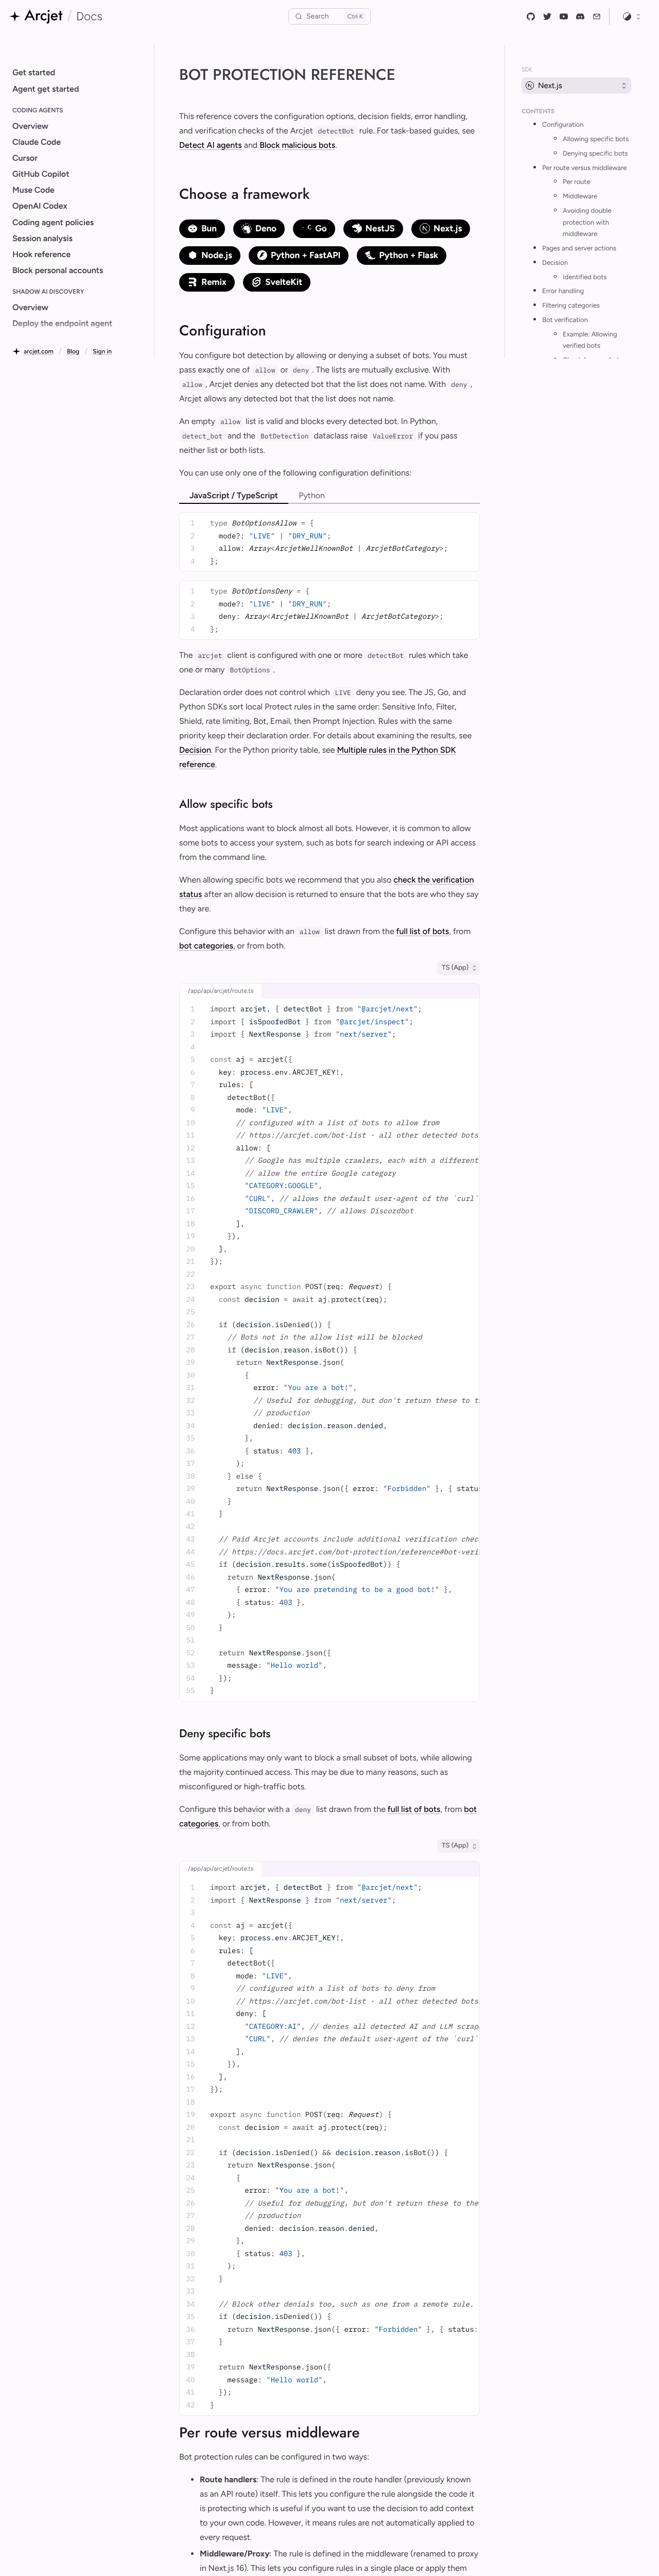 Arcjet / Docs
Search Ctrl K
Get started
Agent get started
CODING AGENTS
Overview
Claude Code
Cursor
GitHub Copilot
Muse Code
OpenAI Codex
Coding agent policies
Session analysis
Hook reference
Block personal accounts
SHADOW AI DISCOVERY
Overview
Deploy the endpoint agent
arcjet.com / Blog / Sign in
BOT PROTECTION REFERENCE
This reference covers the configuration options, decision fields, error handling,
and verification checks of the Arcjet detectBot rule. For task-based guides, see
Detect AI agents and Block malicious bots.
Choose a framework
Bun
Deno
Go
NestJS
Next.js
Node.js
Python + FastAPI
Python + Flask
Remix
SvelteKit
Configuration
You configure bot detection by allowing or denying a subset of bots. You must
pass exactly one of allow or deny. The lists are mutually exclusive. With
allow, Arcjet denies any detected bot that the list does not name. With deny,
Arcjet allows any detected bot that the list does not name.
An empty allow list is valid and blocks every detected bot. In Python,
detect_bot and the BotDetection dataclass raise ValueError if you pass
neither list or both lists.
You can use only one of the following configuration definitions:
JavaScript / TypeScript Python
1 type BotOptionsAllow = {
2 mode?: "LIVE" | "DRY_RUN";
3 allow: Array<ArcjetWellKnownBot | ArcjetBotCategory>;
4 };
1 type BotOptionsDeny = {
2 mode?: "LIVE" | "DRY_RUN";
3 deny: Array<ArcjetWellKnownBot | ArcjetBotCategory>;
4 };
The arcjet client is configured with one or more detectBot rules which take
one or many BotOptions.
Declaration order does not control which LIVE deny you see. The JS, Go, and
Python SDKs sort local Protect rules in the same order: Sensitive Info, Filter,
Shield, rate limiting, Bot, Email, then Prompt Injection. Rules with the same
priority keep their declaration order. For details about examining the results, see
Decision. For the Python priority table, see Multiple rules in the Python SDK
reference.
Allow specific bots
Most applications want to block almost all bots. However, it is common to allow
some bots to access your system, such as bots for search indexing or API access
from the command line.
When allowing specific bots we recommend that you also check the verification
status after an allow decision is returned to ensure that the bots are who they say
they are.
Configure this behavior with an allow list drawn from the full list of bots, from
bot categories, or from both.
TS (App)
/app/api/arcjet/route.ts
1 import arcjet, { detectBot } from "@arcjet/next";
2 import { isSpoofedBot } from "@arcjet/inspect";
3 import { NextResponse } from "next/server";
4
5 const aj = arcjet({
6 key: process.env.ARCJET_KEY!,
7 rules: [
8 detectBot({
9 mode: "LIVE",
10 // configured with a list of bots to allow from
11 // https://arcjet.com/bot-list - all other detected bots
12 allow: [
13 // Google has multiple crawlers, each with a different
14 // allow the entire Google category
15 "CATEGORY:GOOGLE",
16 "CURL", // allows the default user-agent of the `curl`
17 "DISCORD_CRAWLER", // allows Discordbot
18 ],
19 }),
20 ],
21 });
22
23 export async function POST(req: Request) {
24 const decision = await aj.protect(req);
25
26 if (decision.isDenied()) {
27 // Bots not in the allow list will be blocked
28 if (decision.reason.isBot()) {
29 return NextResponse.json(
30 {
31 error: "You are a bot!",
32 // Useful for debugging, but don't return these to t
33 // production
34 denied: decision.reason.denied,
35 },
36 { status: 403 },
37 );
38 } else {
39 return NextResponse.json({ error: "Forbidden" }, { statu
40 }
41 }
42
43 // Paid Arcjet accounts include additional verification chec
44 // https://docs.arcjet.com/bot-protection/reference#bot-veri
45 if (decision.results.some(isSpoofedBot)) {
46 return NextResponse.json(
47 { error: "You are pretending to be a good bot!" },
48 { status: 403 },
49 );
50 }
51
52 return NextResponse.json({
53 message: "Hello world",
54 });
55 }
Deny specific bots
Some applications may only want to block a small subset of bots, while allowing
the majority continued access. This may be due to many reasons, such as
misconfigured or high-traffic bots.
Configure this behavior with a deny list drawn from the full list of bots, from bot
categories, or from both.
TS (App)
/app/api/arcjet/route.ts
1 import arcjet, { detectBot } from "@arcjet/next";
2 import { NextResponse } from "next/server";
3
4 const aj = arcjet({
5 key: process.env.ARCJET_KEY!,
6 rules: [
7 detectBot({
8 mode: "LIVE",
9 // configured with a list of bots to deny from
10 // https://arcjet.com/bot-list - all other detected bots
11 deny: [
12 "CATEGORY:AI", // denies all detected AI and LLM scrap
13 "CURL", // denies the default user-agent of the `curl`
14 ],
15 }),
16 ],
17 });
18
19 export async function POST(req: Request) {
20 const decision = await aj.protect(req);
21
22 if (decision.isDenied() && decision.reason.isBot()) {
23 return NextResponse.json(
24 {
25 error: "You are a bot!",
26 // Useful for debugging, but don't return these to the
27 // production
28 denied: decision.reason.denied,
29 },
30 { status: 403 },
31 );
32 }
33
34 // Block other denials too, such as one from a remote rule.
35 if (decision.isDenied()) {
36 return NextResponse.json({ error: "Forbidden" }, { status:
37 }
38
39 return NextResponse.json({
40 message: "Hello world",
41 });
42 }
Per route versus middleware
Bot protection rules can be configured in two ways:
Route handlers: The rule is defined in the route handler (previously known
as an API route) itself. This lets you configure the rule alongside the code it
is protecting which is useful if you want to use the decision to add context
to your own code. However, it means rules are not automatically applied to
every request.
Middleware/Proxy: The rule is defined in the middleware (renamed to proxy
in Next.js 16). This lets you configure rules in a single place or apply them
SDK
Next.js
CONTENTS
Configuration
Allowing specific bots
Denying specific bots
Per route versus middleware
Per route
Middleware
Avoiding double
protection with
middleware
Pages and server actions
Decision
Identified bots
Error handling
Filtering categories
Bot verification
Example: Allowing
verified bots